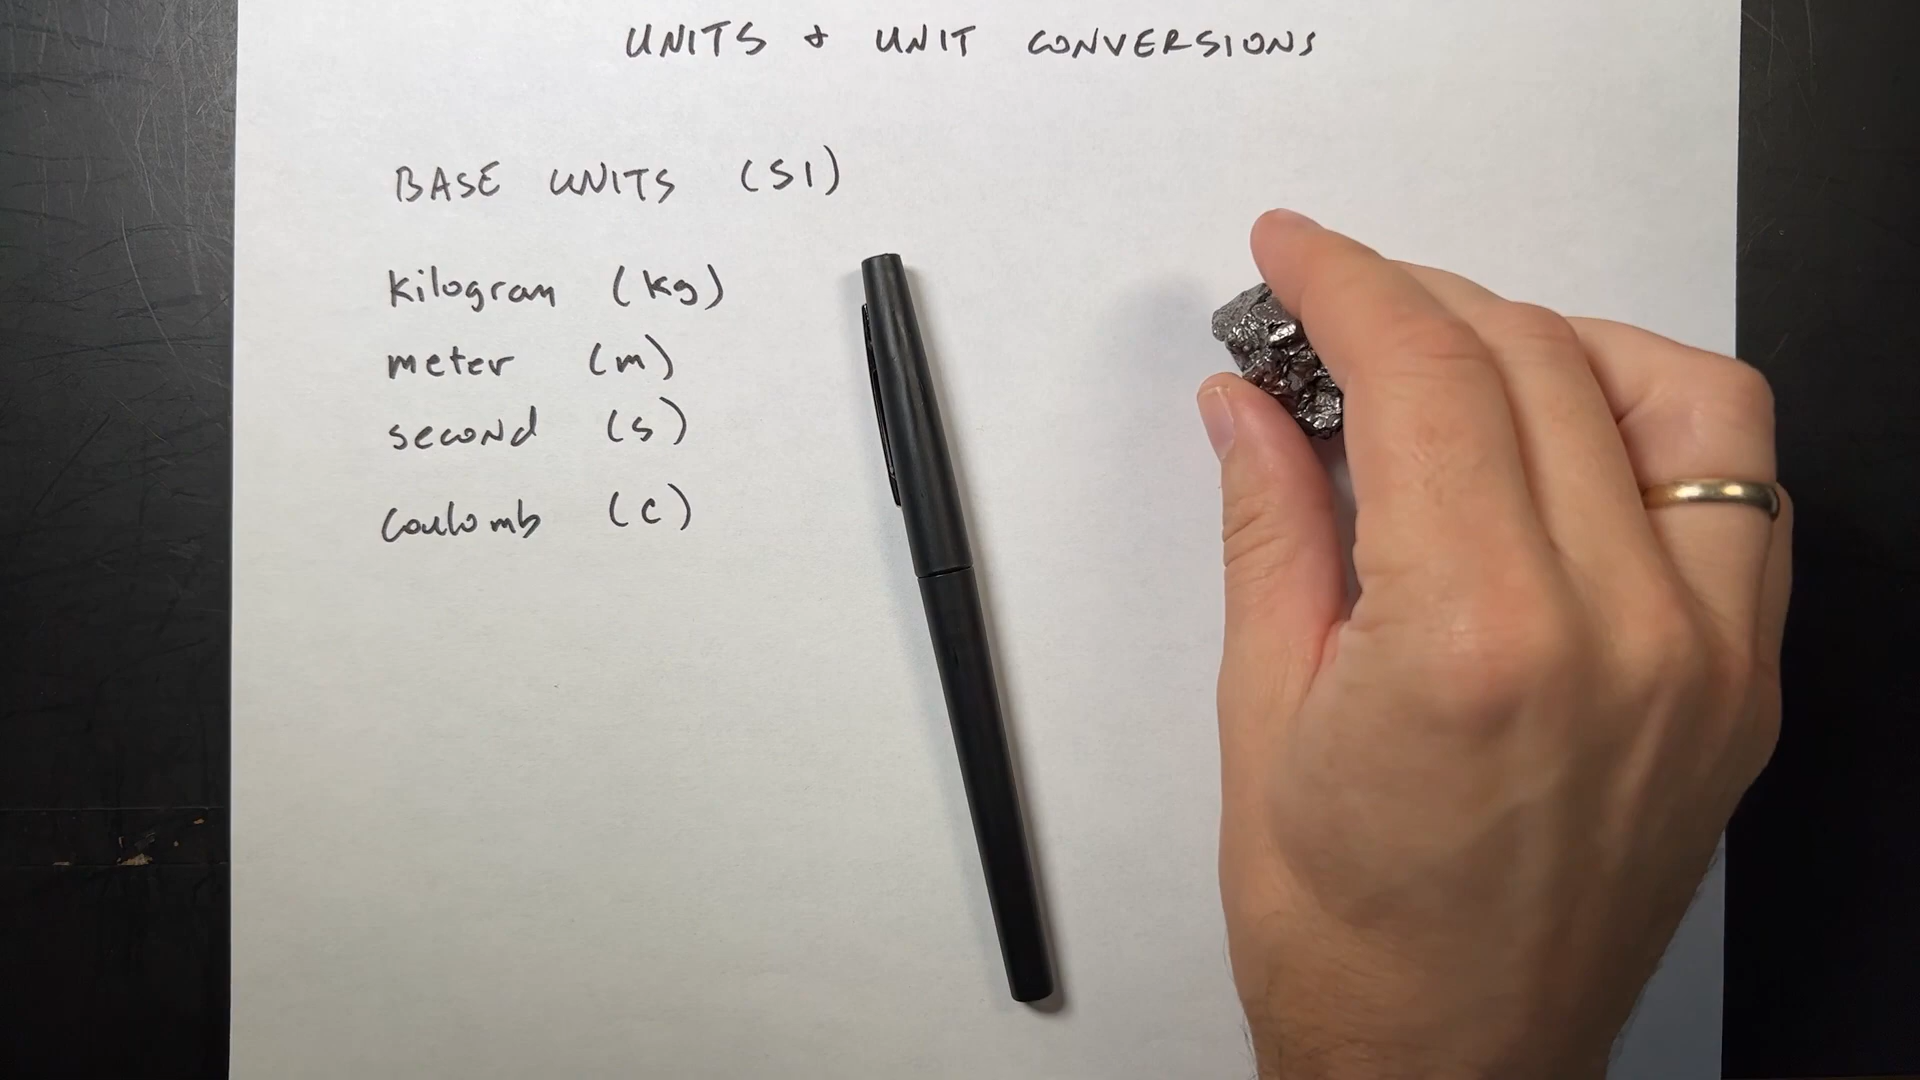 UNITS & UNIT CONVERSIONS
BASE UNITS (SI)
kilogram (kg)
meter (m)
second (s)
Coulomb (C)